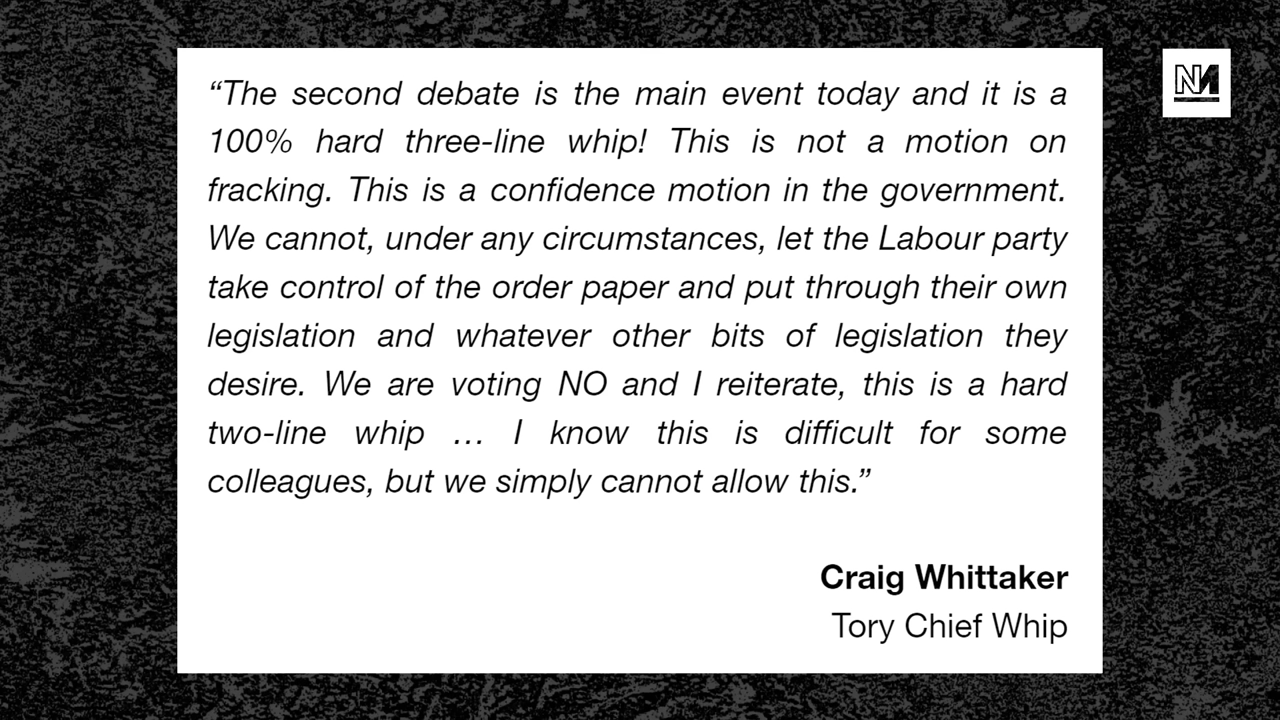 “The second debate is the main event today and it is a
100% hard three-line whip! This is not a motion on
fracking. This is a confidence motion in the government.
We cannot, under any circumstances, let the Labour party
take control of the order paper and put through their own
legislation and whatever other bits of legislation they
desire. We are voting NO and I reiterate, this is a hard
two-line whip … I know this is difficult for some
colleagues, but we simply cannot allow this.”
Craig Whittaker
Tory Chief Whip
NM